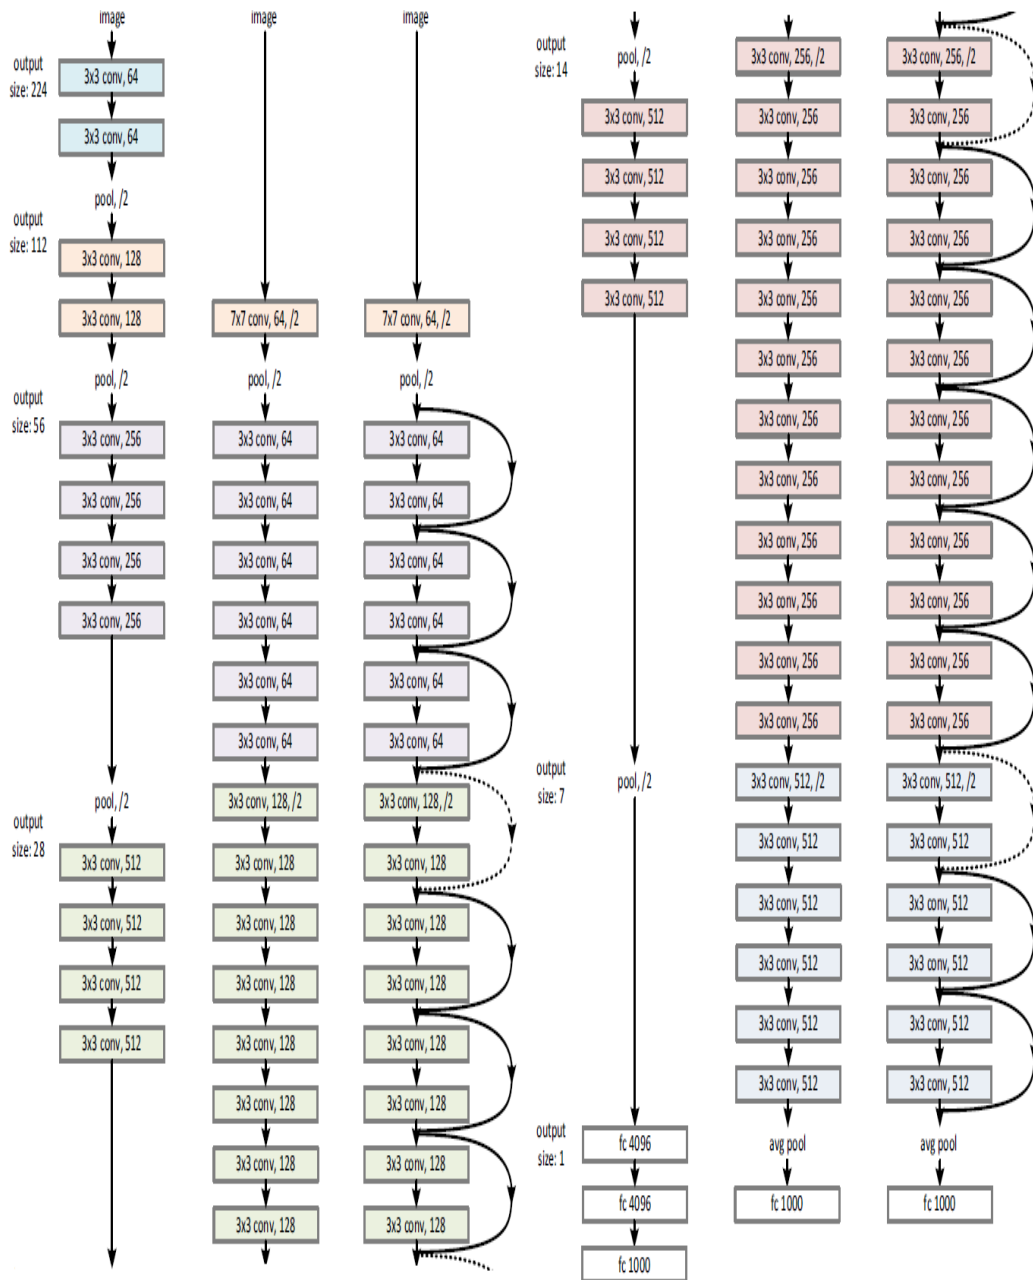 image
output
size: 224
3x3 conv, 64
3x3 conv, 64
pool, /2
output
size: 112
3x3 conv, 128
3x3 conv, 128
pool, /2
output
size: 56
3x3 conv, 256
3x3 conv, 256
3x3 conv, 256
3x3 conv, 256
pool, /2
output
size: 28
3x3 conv, 512
3x3 conv, 512
3x3 conv, 512
3x3 conv, 512
image
7x7 conv, 64, /2
pool, /2
3x3 conv, 64
3x3 conv, 64
3x3 conv, 64
3x3 conv, 64
3x3 conv, 64
3x3 conv, 64
3x3 conv, 128, /2
3x3 conv, 128
3x3 conv, 128
3x3 conv, 128
3x3 conv, 128
3x3 conv, 128
3x3 conv, 128
3x3 conv, 128
image
7x7 conv, 64, /2
pool, /2
3x3 conv, 64
3x3 conv, 64
3x3 conv, 64
3x3 conv, 64
3x3 conv, 64
3x3 conv, 64
3x3 conv, 128, /2
3x3 conv, 128
3x3 conv, 128
3x3 conv, 128
3x3 conv, 128
3x3 conv, 128
3x3 conv, 128
3x3 conv, 128
output
size: 14
pool, /2
3x3 conv, 512
3x3 conv, 512
3x3 conv, 512
3x3 conv, 512
output
size: 7
pool, /2
output
size: 1
fc 4096
fc 4096
fc 1000
3x3 conv, 256, /2
3x3 conv, 256
3x3 conv, 256
3x3 conv, 256
3x3 conv, 256
3x3 conv, 256
3x3 conv, 256
3x3 conv, 256
3x3 conv, 256
3x3 conv, 256
3x3 conv, 256
3x3 conv, 256
3x3 conv, 512, /2
3x3 conv, 512
3x3 conv, 512
3x3 conv, 512
3x3 conv, 512
3x3 conv, 512
avg pool
fc 1000
3x3 conv, 256, /2
3x3 conv, 256
3x3 conv, 256
3x3 conv, 256
3x3 conv, 256
3x3 conv, 256
3x3 conv, 256
3x3 conv, 256
3x3 conv, 256
3x3 conv, 256
3x3 conv, 256
3x3 conv, 256
3x3 conv, 512, /2
3x3 conv, 512
3x3 conv, 512
3x3 conv, 512
3x3 conv, 512
3x3 conv, 512
avg pool
fc 1000